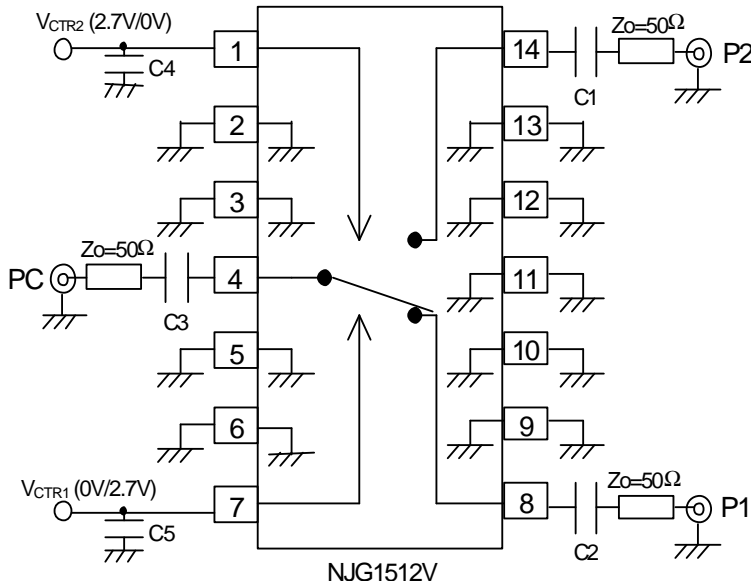 VCTR2 (2.7V/0V)
C4
1
2
3
Zo=50Ω
PC
C3
4
5
6
VCTR1 (0V/2.7V)
C5
7
14
C1
Zo=50Ω
P2
13
12
11
10
9
8
C2
Zo=50Ω
P1
NJG1512V